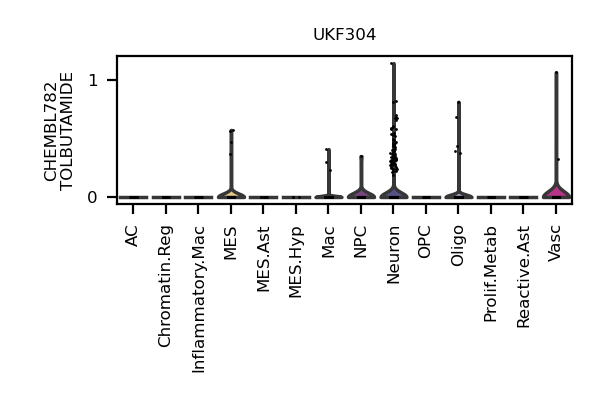 UKF304
CHEMBL782
TOLBUTAMIDE
1
0
AC
Chromatin.Reg
Inflammatory.Mac
MES
MES.Ast
MES.Hyp
Mac
NPC
Neuron
OPC
Oligo
Prolif.Metab
Reactive.Ast
Vasc